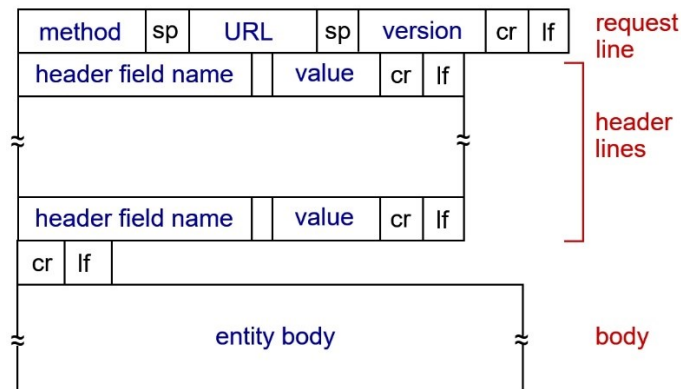 method sp URL sp version cr lf request line
header field name value cr lf
header lines
header field name value cr lf
cr lf
entity body body